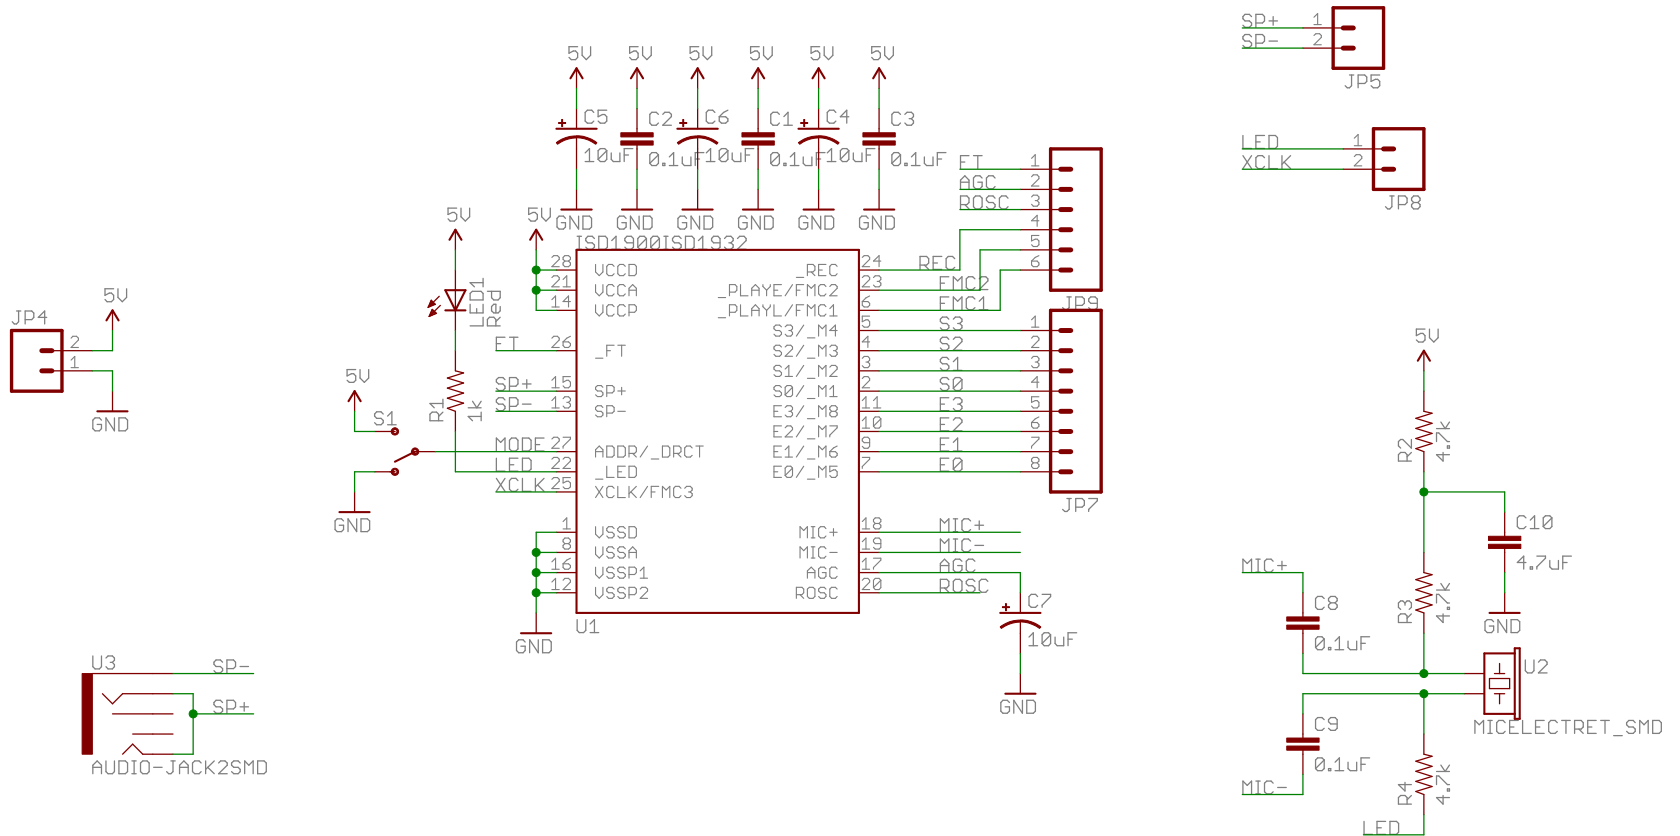 SP+ 1
SP- 2
JP5
LED 1
XCLK 2
JP8
5V 5V 5V 5V 5V 5V
C5 C2 C6 C1 C4 C3
10uF 0.1uF 10uF 0.1uF 10uF 0.1uF
GND GND GND GND GND GND
FT 1
AGC 2
ROSC 3
4
5
6
JP9
5V 5V
ISD1900ISD1932
28 VCCD _REC 24 REC
21 VCCA _PLAYE/FMC2 23 FMC2
14 VCCP _PLAYL/FMC1 6 FMC1
S3/_M4 5 S3 1
FT 26 _FT S2/_M3 4 S2 2
S1/_M2 3 S1 3
SP+ 15 SP+ S0/_M1 2 S0 4
SP- 13 SP- E3/_M8 11 E3 5
E2/_M7 10 E2 6
MODE 27 ADDR/_DRCT E1/_M6 9 E1 7
LED 22 _LED E0/_M5 7 E0 8
XCLK 25 XCLK/FMC3
JP7
1 VSSD MIC+ 18 MIC+
8 VSSA MIC- 19 MIC-
16 VSSP1 AGC 17 AGC
12 VSSP2 ROSC 20 ROSC
U1
GND
C7
10uF
GND
LED1
Red
R1
1k
5V
S1
GND
JP4
5V
2
1
GND
U3
SP-
SP+
AUDIO-JACK2SMD
5V
R2
4.7k
C10
4.7uF
GND
MIC+
C8
0.1uF
R3
4.7k
U2
MICELECTRET_SMD
C9
0.1uF
MIC-
R4
4.7k
LED